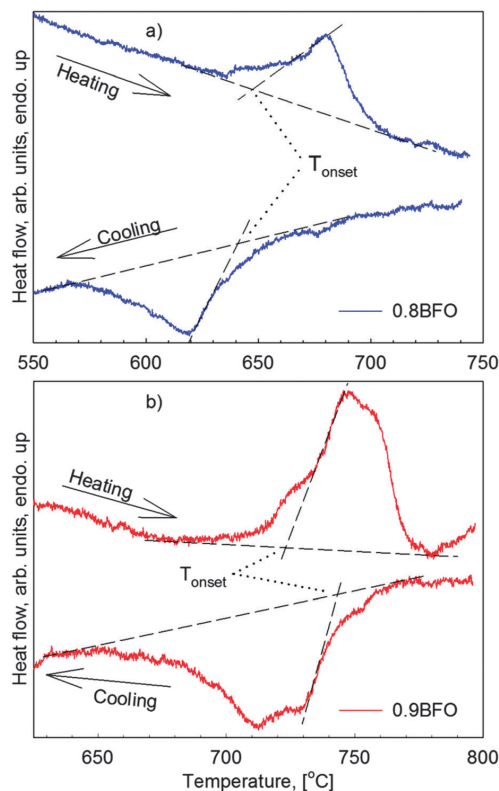 a)
Heat flow, arb. units, endo. up
Heating
Tonset
Cooling
0.8BFO
550 600 650 700 750
b)
Heat flow, arb. units, endo. up
Heating
Tonset
Cooling
0.9BFO
650 700 750 800
Temperature, [°C]